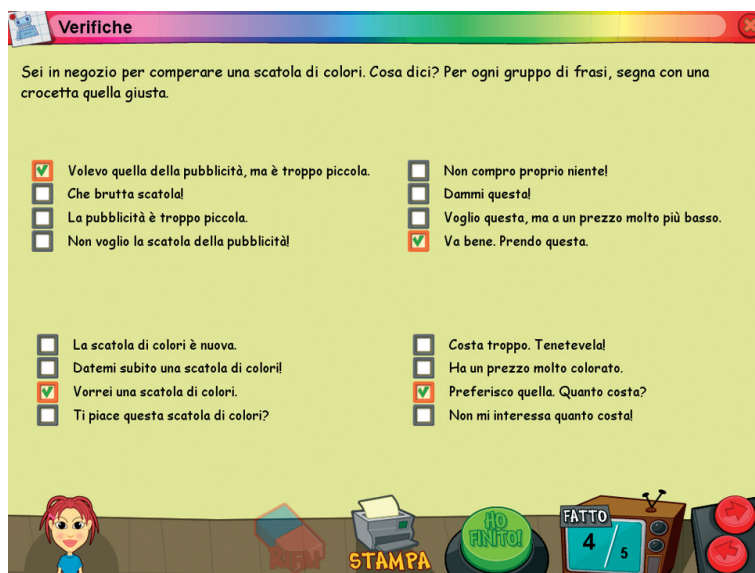 Verifiche
Sei in negozio per comperare una scatola di colori. Cosa dici? Per ogni gruppo di frasi, segna con una
crocetta quella giusta.
Volevo quella della pubblicità, ma è troppo piccola.
Che brutta scatola!
La pubblicità è troppo piccola.
Non voglio la scatola della pubblicità!
Non compro proprio niente!
Dammi questa!
Voglio questa, ma a un prezzo molto più basso.
Va bene. Prendo questa.
La scatola di colori è nuova.
Datemi subito una scatola di colori!
Vorrei una scatola di colori.
Ti piace questa scatola di colori?
Costa troppo. Tenetevela!
Ha un prezzo molto colorato.
Preferisco quella. Quanto costa?
Non mi interessa quanto costa!
STAMPA
HO
FINITO!
FATTO
4/5